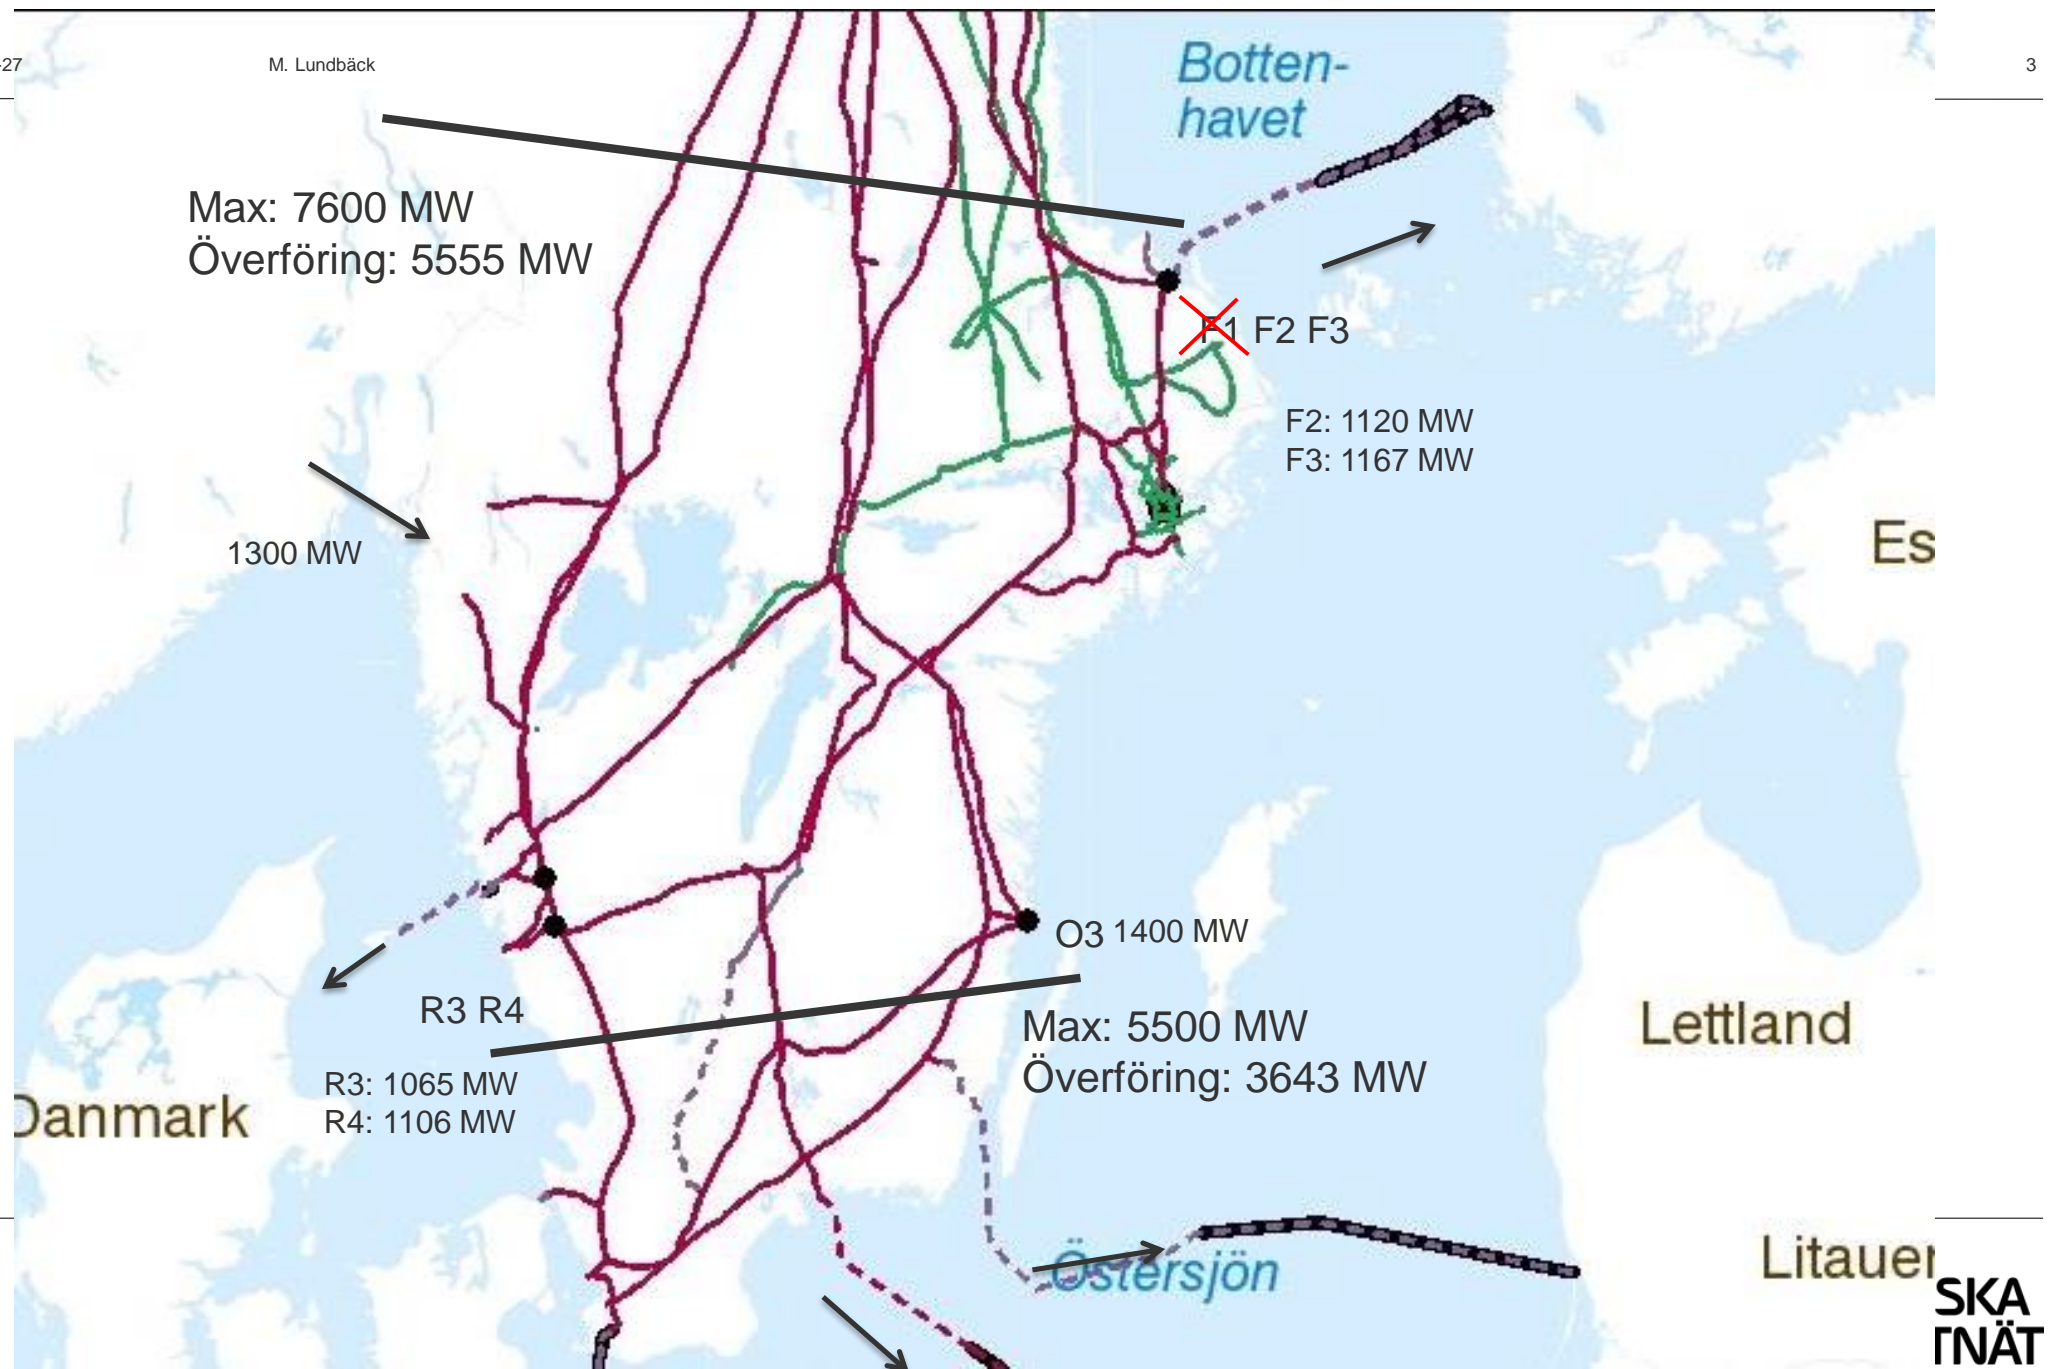 -27
M. Lundbäck
3
Botten-
havet
Max: 7600 MW
Överföring: 5555 MW
F1 F2 F3
F2: 1120 MW
F3: 1167 MW
1300 MW
Es
O3 1400 MW
R3 R4
Max: 5500 MW
Överföring: 3643 MW
Lettland
R3: 1065 MW
R4: 1106 MW
Danmark
Östersjön
Litauer
SKA
TNÄT